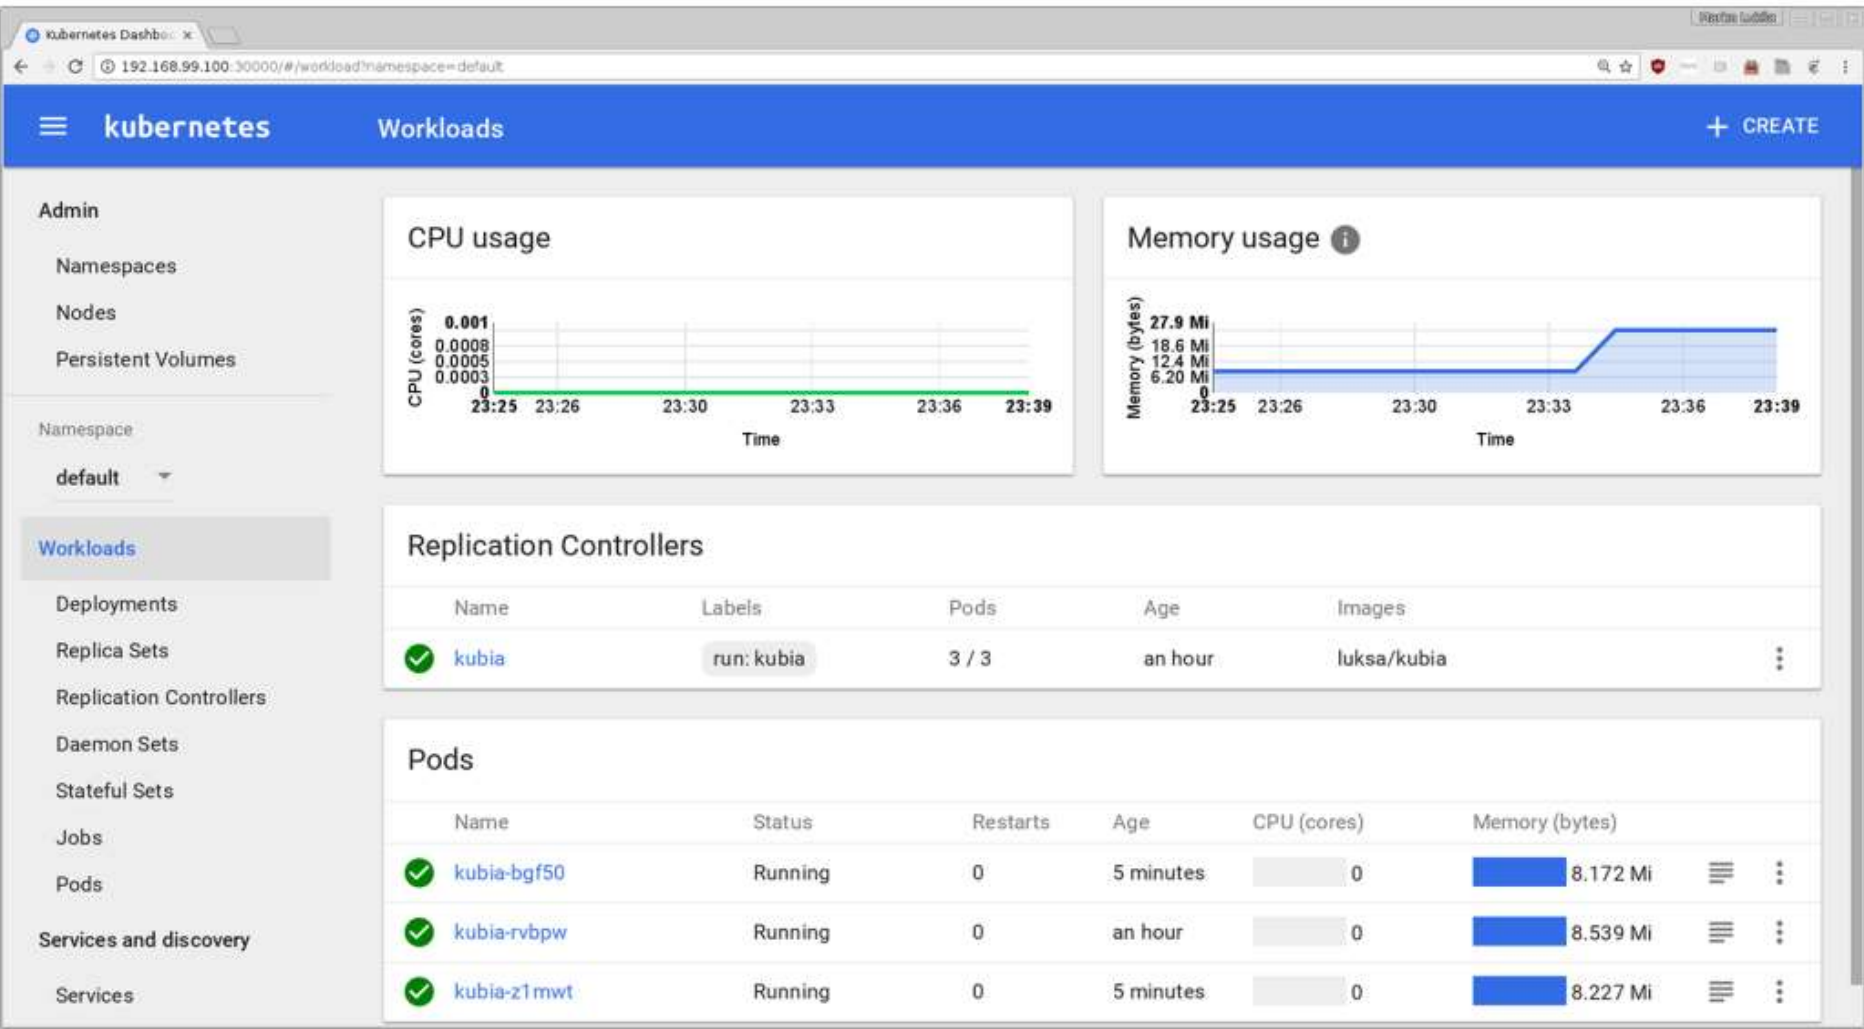 Kubernetes Dashbo
192.168.99.100:30000/#/workload?namespace=default
kubernetes
Workloads
+ CREATE
Admin
Namespaces
Nodes
Persistent Volumes
Namespace
default
Workloads
Deployments
Replica Sets
Replication Controllers
Daemon Sets
Stateful Sets
Jobs
Pods
Services and discovery
Services
CPU usage
CPU (cores)
0.001
0.0008
0.0005
0.0003
0
23:25 23:26 23:30 23:33 23:36 23:39
Time
Memory usage
Memory (bytes)
27.9 Mi
18.6 Mi
12.4 Mi
6.20 Mi
0
23:25 23:26 23:30 23:33 23:36 23:39
Time
Replication Controllers
Name Labels Pods Age Images
kubia run: kubia 3 / 3 an hour luksa/kubia
Pods
Name Status Restarts Age CPU (cores) Memory (bytes)
kubia-bgf50 Running 0 5 minutes 0 8.172 Mi
kubia-rvbpw Running 0 an hour 0 8.539 Mi
kubia-z1mwt Running 0 5 minutes 0 8.227 Mi